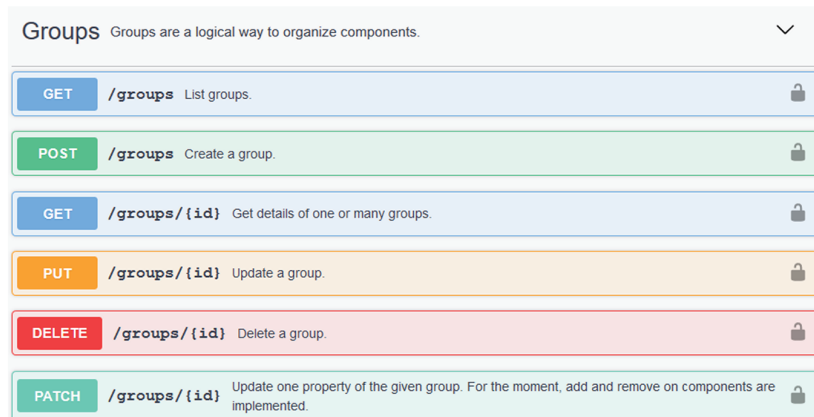 Groups Groups are a logical way to organize components.
GET /groups List groups.
POST /groups Create a group.
GET /groups/{id} Get details of one or many groups.
PUT /groups/{id} Update a group.
DELETE /groups/{id} Delete a group.
PATCH /groups/{id} Update one property of the given group. For the moment, add and remove on components are
implemented.